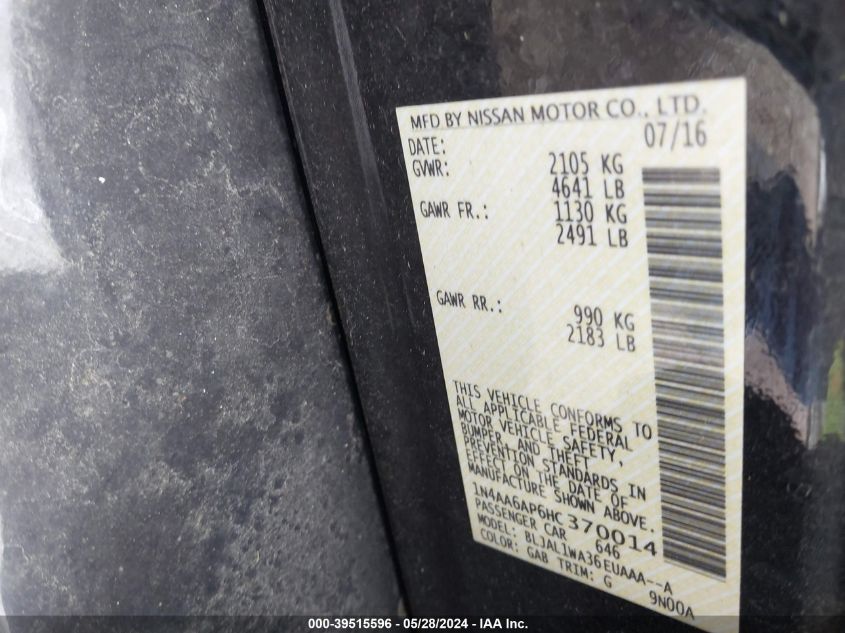 MFD BY NISSAN MOTOR CO., LTD.
DATE: 07/16
GVWR: 2105 KG
4641 LB
GAWR FR.: 1130 KG
2491 LB
GAWR RR.: 990 KG
2183 LB
THIS VEHICLE CONFORMS TO
ALL APPLICABLE FEDERAL
MOTOR VEHICLE SAFETY,
BUMPER, AND THEFT
PREVENTION STANDARDS IN
EFFECT ON THE DATE OF
MANUFACTURE SHOWN ABOVE.
1N4AA6AP6HC370014
PASSENGER CAR 646
MODEL: BLJAL1WA36EUAAA--A
COLOR: GAB TRIM: G 9N00A
000-39515596 - 05/28/2024 - IAA Inc.